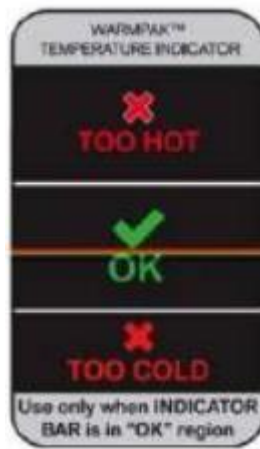 WARMPAK™
TEMPERATURE INDICATOR
TOO HOT
OK
TOO COLD
Use only when INDICATOR
BAR is in "OK" region